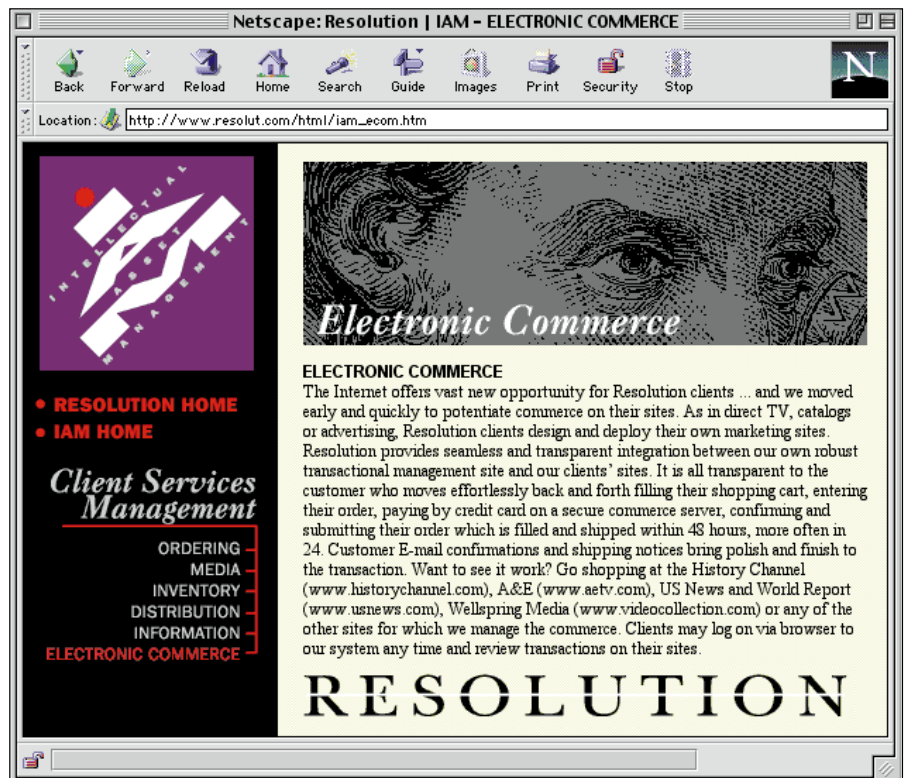 Netscape: Resolution | IAM – ELECTRONIC COMMERCE
Back Forward Reload Home Search Guide Images Print Security Stop
N
Location: http://www.resolut.com/html/iam_ecom.htm
INTELLECTUAL
ASSET
MANAGEMENT
• RESOLUTION HOME
• IAM HOME
Client Services
Management
ORDERING
MEDIA
INVENTORY
DISTRIBUTION
INFORMATION
ELECTRONIC COMMERCE
Electronic Commerce
ELECTRONIC COMMERCE
The Internet offers vast new opportunity for Resolution clients ... and we moved
early and quickly to potentiate commerce on their sites. As in direct TV, catalogs
or advertising, Resolution clients design and deploy their own marketing sites.
Resolution provides seamless and transparent integration between our own robust
transactional management site and our clients' sites. It is all transparent to the
customer who moves effortlessly back and forth filling their shopping cart, entering
their order, paying by credit card on a secure commerce server, confirming and
submitting their order which is filled and shipped within 48 hours, more often in
24. Customer E-mail confirmations and shipping notices bring polish and finish to
the transaction. Want to see it work? Go shopping at the History Channel
(www.historychannel.com), A&E (www.aetv.com), US News and World Report
(www.usnews.com), Wellspring Media (www.videocollection.com) or any of the
other sites for which we manage the commerce. Clients may log on via browser to
our system any time and review transactions on their sites.
RESOLUTION